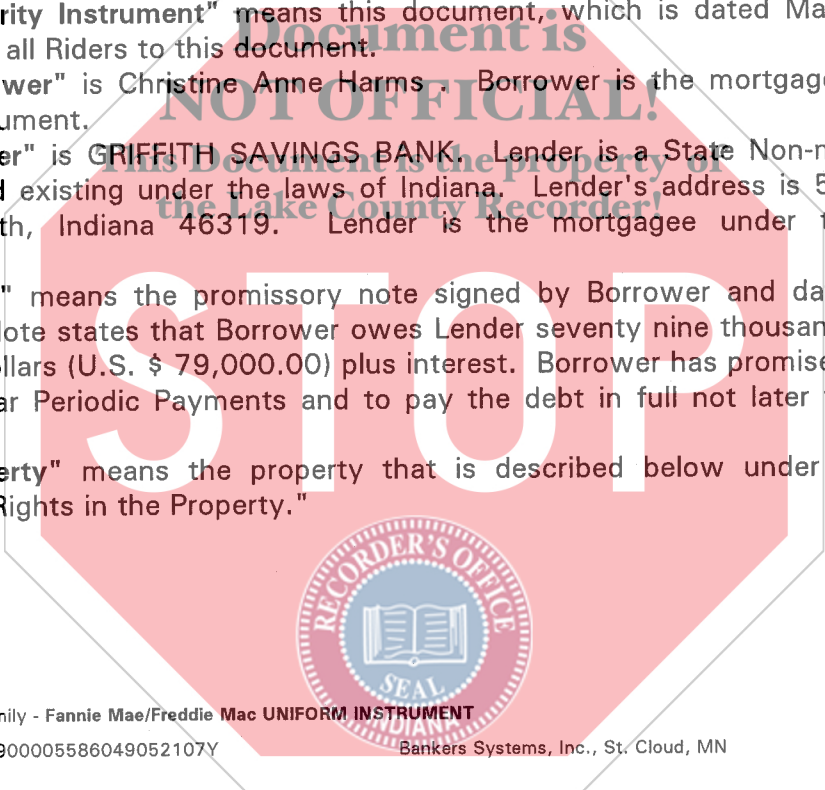 rity Instrument" means this document, which is dated Ma
all Riders to this document.
Document is
wer" is Christine Anne Harms . Borrower is the mortgag
NOT OFFICIAL!
ument.
er" is GRIFFITH SAVINGS BANK. Lender is a State Non-
This Document is the property of
existing under the laws of Indiana. Lender's address is 5
the Lake County Recorder!
th, Indiana 46319. Lender is the mortgagee under
" means the promissory note signed by Borrower and da
Note states that Borrower owes Lender seventy nine thousan
ollars (U.S. $ 79,000.00) plus interest. Borrower has promise
ar Periodic Payments and to pay the debt in full not later
STOP
erty" means the property that is described below under
Rights in the Property."
RECORDER'S OFFICE
SEAL
INDIANA
nily - Fannie Mae/Freddie Mac UNIFORM INSTRUMENT
900005586049052107Y Bankers Systems, Inc., St. Cloud, MN